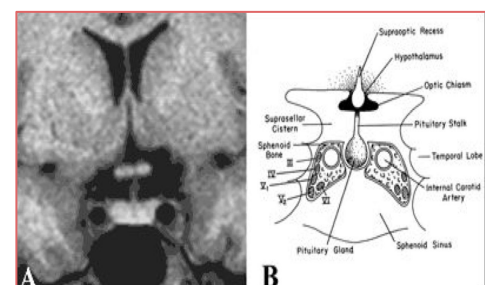 Supraoptic Recess
Hypothalamus
Optic Chiasm
Suprasellar
Cistern
Pituitary Stalk
Sphenoid
Bone
III
IV
V1
V2
VI
Temporal Lobe
Internal Carotid
Artery
Pituitary Gland
Sphenoid Sinus
A
B